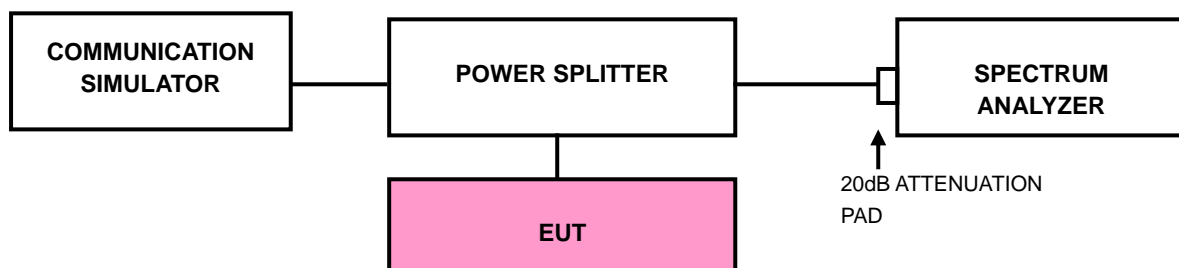 COMMUNICATION
SIMULATOR
POWER SPLITTER
SPECTRUM
ANALYZER
20dB ATTENUATION
PAD
EUT